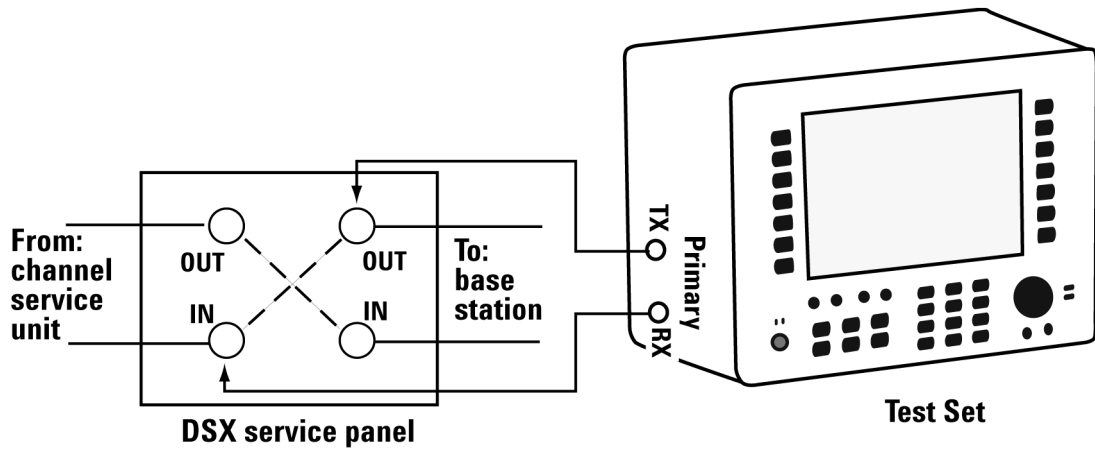 From:
channel
service
unit
OUT
IN
OUT
IN
To:
base
station
DSX service panel
TX
RX
Primary
Test Set